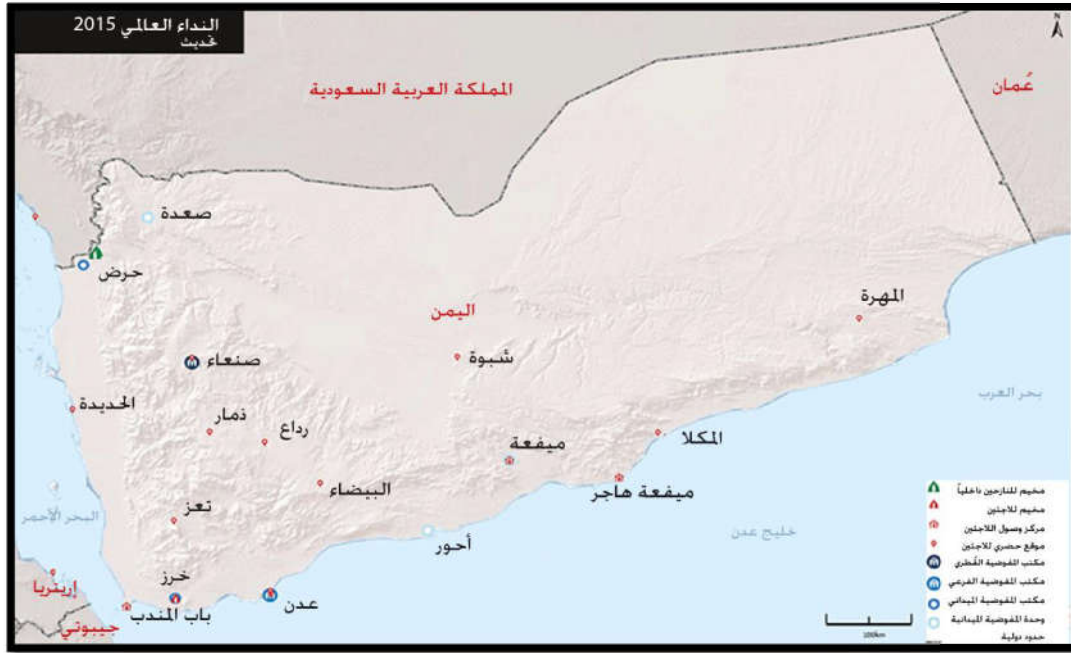 النداء العالمي 2015
تحديث
N
المملكة العربية السعودية
عُمان
صعدة
حرض
اليمن
المهرة
صنعاء
شبوة
الحديدة
ذمار
رداع
بحر العرب
المكلا
ميفعة
البيضاء
ميفعة هاجر
تعز
البحر الأحمر
أحور
خليج عدن
خرز
إريتريا
عدن
باب المندب
جيبوتي
مخيم للنازحين داخلياً
مخيم للاجئين
مركز وصول اللاجئين
موقع حضري للاجئين
مكتب المفوضية القُطري
مكتب المفوضية الفرعي
مكتب المفوضية الميداني
وحدة المفوضية الميدانية
حدود دولية
100km